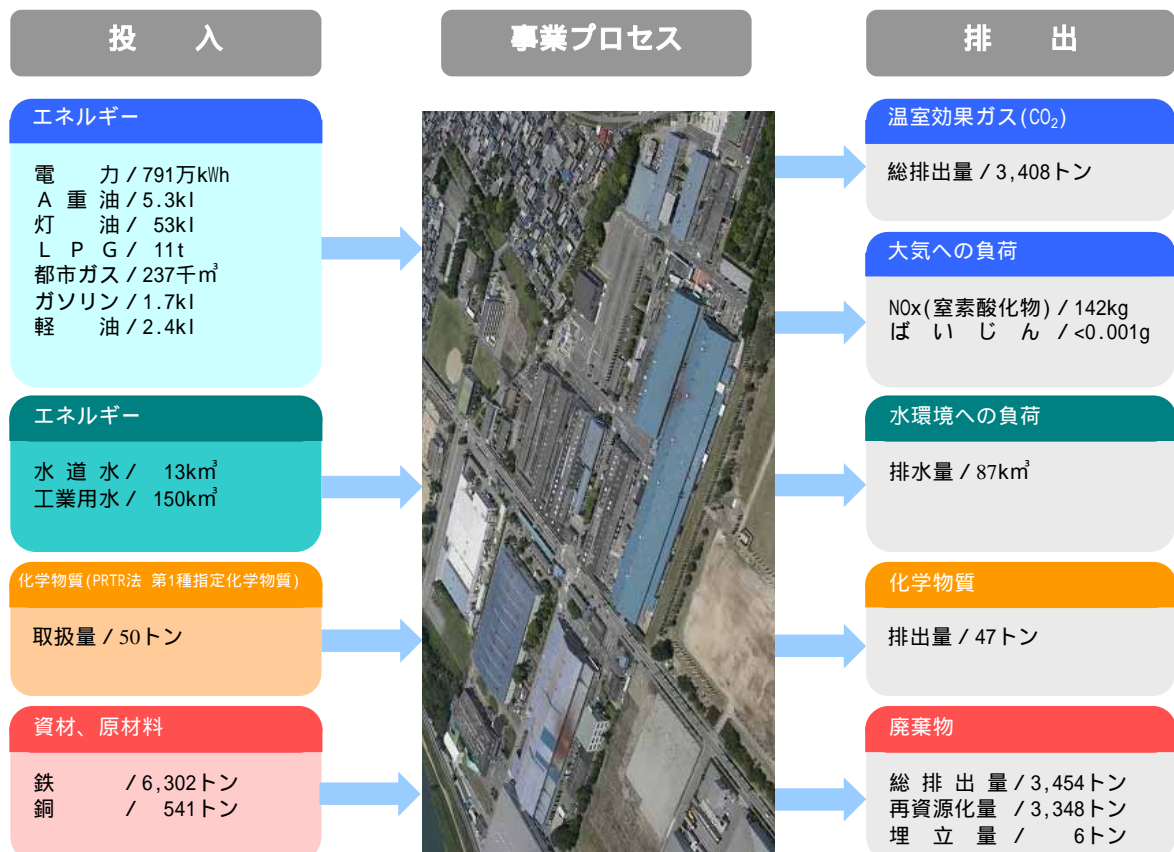 投 入
事業プロセス
排 出
エネルギー
電 力 / 791万kWh
A 重 油 / 5.3kl
灯 油 / 53kl
L P G / 11t
都市ガス / 237千㎥
ガソリン / 1.7kl
軽 油 / 2.4kl
エネルギー
水 道 水 / 13k㎥
工業用水 / 150k㎥
化学物質(PRTR法 第1種指定化学物質)
取扱量 / 50トン
資材、原材料
鉄 / 6,302トン
銅 / 541トン
温室効果ガス(CO₂)
総排出量 / 3,408トン
大気への負荷
NOx(窒素酸化物) / 142kg
ば い じ ん / <0.001g
水環境への負荷
排水量 / 87k㎥
化学物質
排出量 / 47トン
廃棄物
総 排 出 量 / 3,454トン
再資源化量 / 3,348トン
埋 立 量 / 6トン